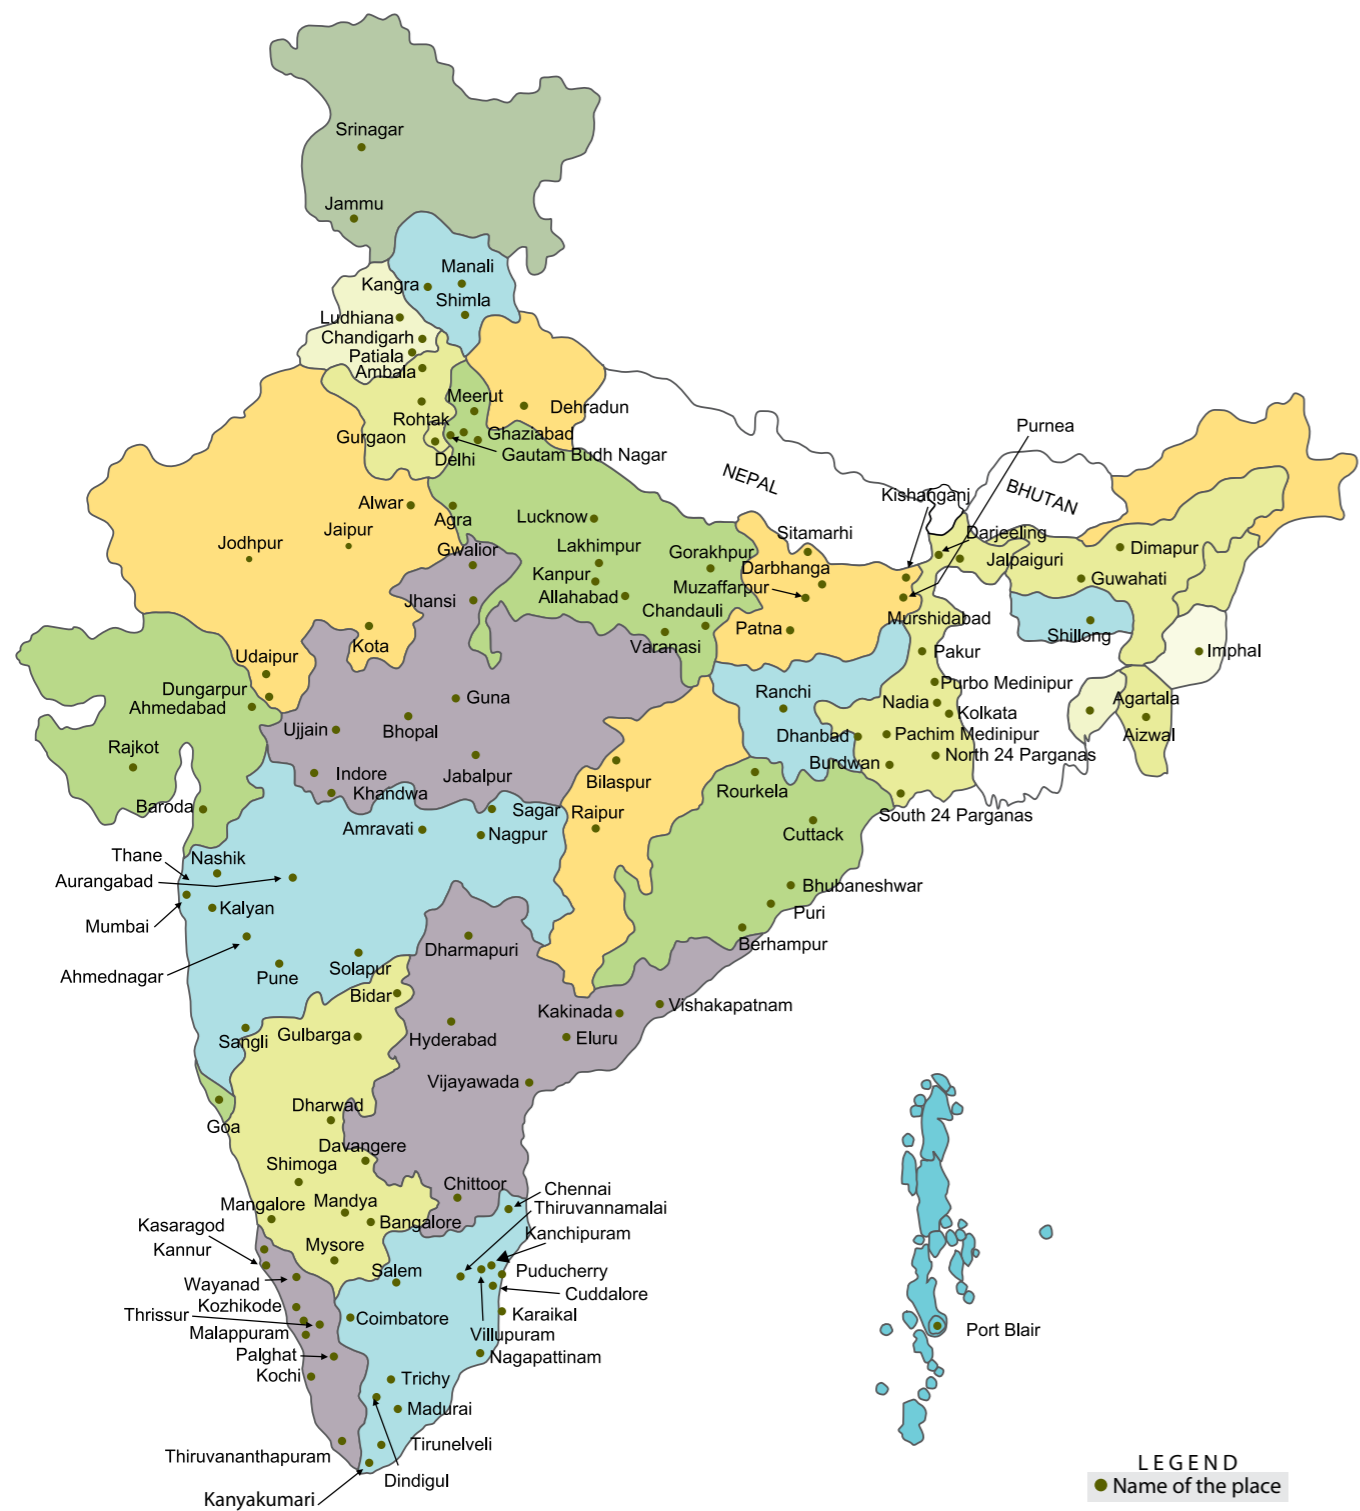 Srinagar
Jammu
Manali
Kangra
Shimla
Ludhiana
Chandigarh
Patiala
Ambala
Meerut
Dehradun
Rohtak
Ghaziabad
Gurgaon
Delhi
Gautam Budh Nagar
Purnea
NEPAL
Kishanganj
BHUTAN
Alwar
Agra
Lucknow
Sitamarhi
Darjeeling
Jaipur
Jodhpur
Gwalior
Lakhimpur
Gorakhpur
Dimapur
Jalpaiguri
Kanpur
Darbhanga
Guwahati
Muzaffarpur
Jhansi
Allahabad
Chandauli
Murshidabad
Patna
Shillong
Kota
Varanasi
Pakur
Imphal
Udaipur
Dungarpur
Purbo Medinipur
Ahmedabad
Guna
Ranchi
Nadia
Agartala
Kolkata
Ujjain
Bhopal
Dhanbad
Pachim Medinipur
Aizwal
Rajkot
North 24 Parganas
Indore
Jabalpur
Bilaspur
Burdwan
Khandwa
Rourkela
Baroda
Sagar
Raipur
South 24 Parganas
Amravati
Nagpur
Cuttack
Thane
Nashik
Aurangabad
Bhubaneshwar
Kalyan
Puri
Mumbai
Dharmapuri
Berhampur
Solapur
Ahmednagar
Pune
Bidar
Vishakapatnam
Kakinada
Sangli
Gulbarga
Hyderabad
Eluru
Vijayawada
Goa
Dharwad
Davangere
Shimoga
Chittoor
Chennai
Mangalore
Mandya
Thiruvannamalai
Kasaragod
Bangalore
Kanchipuram
Kannur
Mysore
Salem
Puducherry
Wayanad
Cuddalore
Kozhikode
Karaikal
Thrissur
Coimbatore
Malappuram
Villupuram
Port Blair
Palghat
Nagapattinam
Kochi
Trichy
Madurai
Thiruvananthapuram
Tirunelveli
Dindigul
Kanyakumari
LEGEND
Name of the place